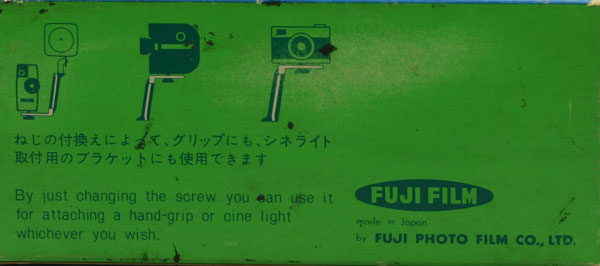 ねじの付換えによって、グリップにも、シネライト
取付用のブラケットにも使用できます
By just changing the screw you can use it
for attaching a hand-grip or cine light
whichever you wish.
FUJI FILM
made in Japan
by FUJI PHOTO FILM CO., LTD.